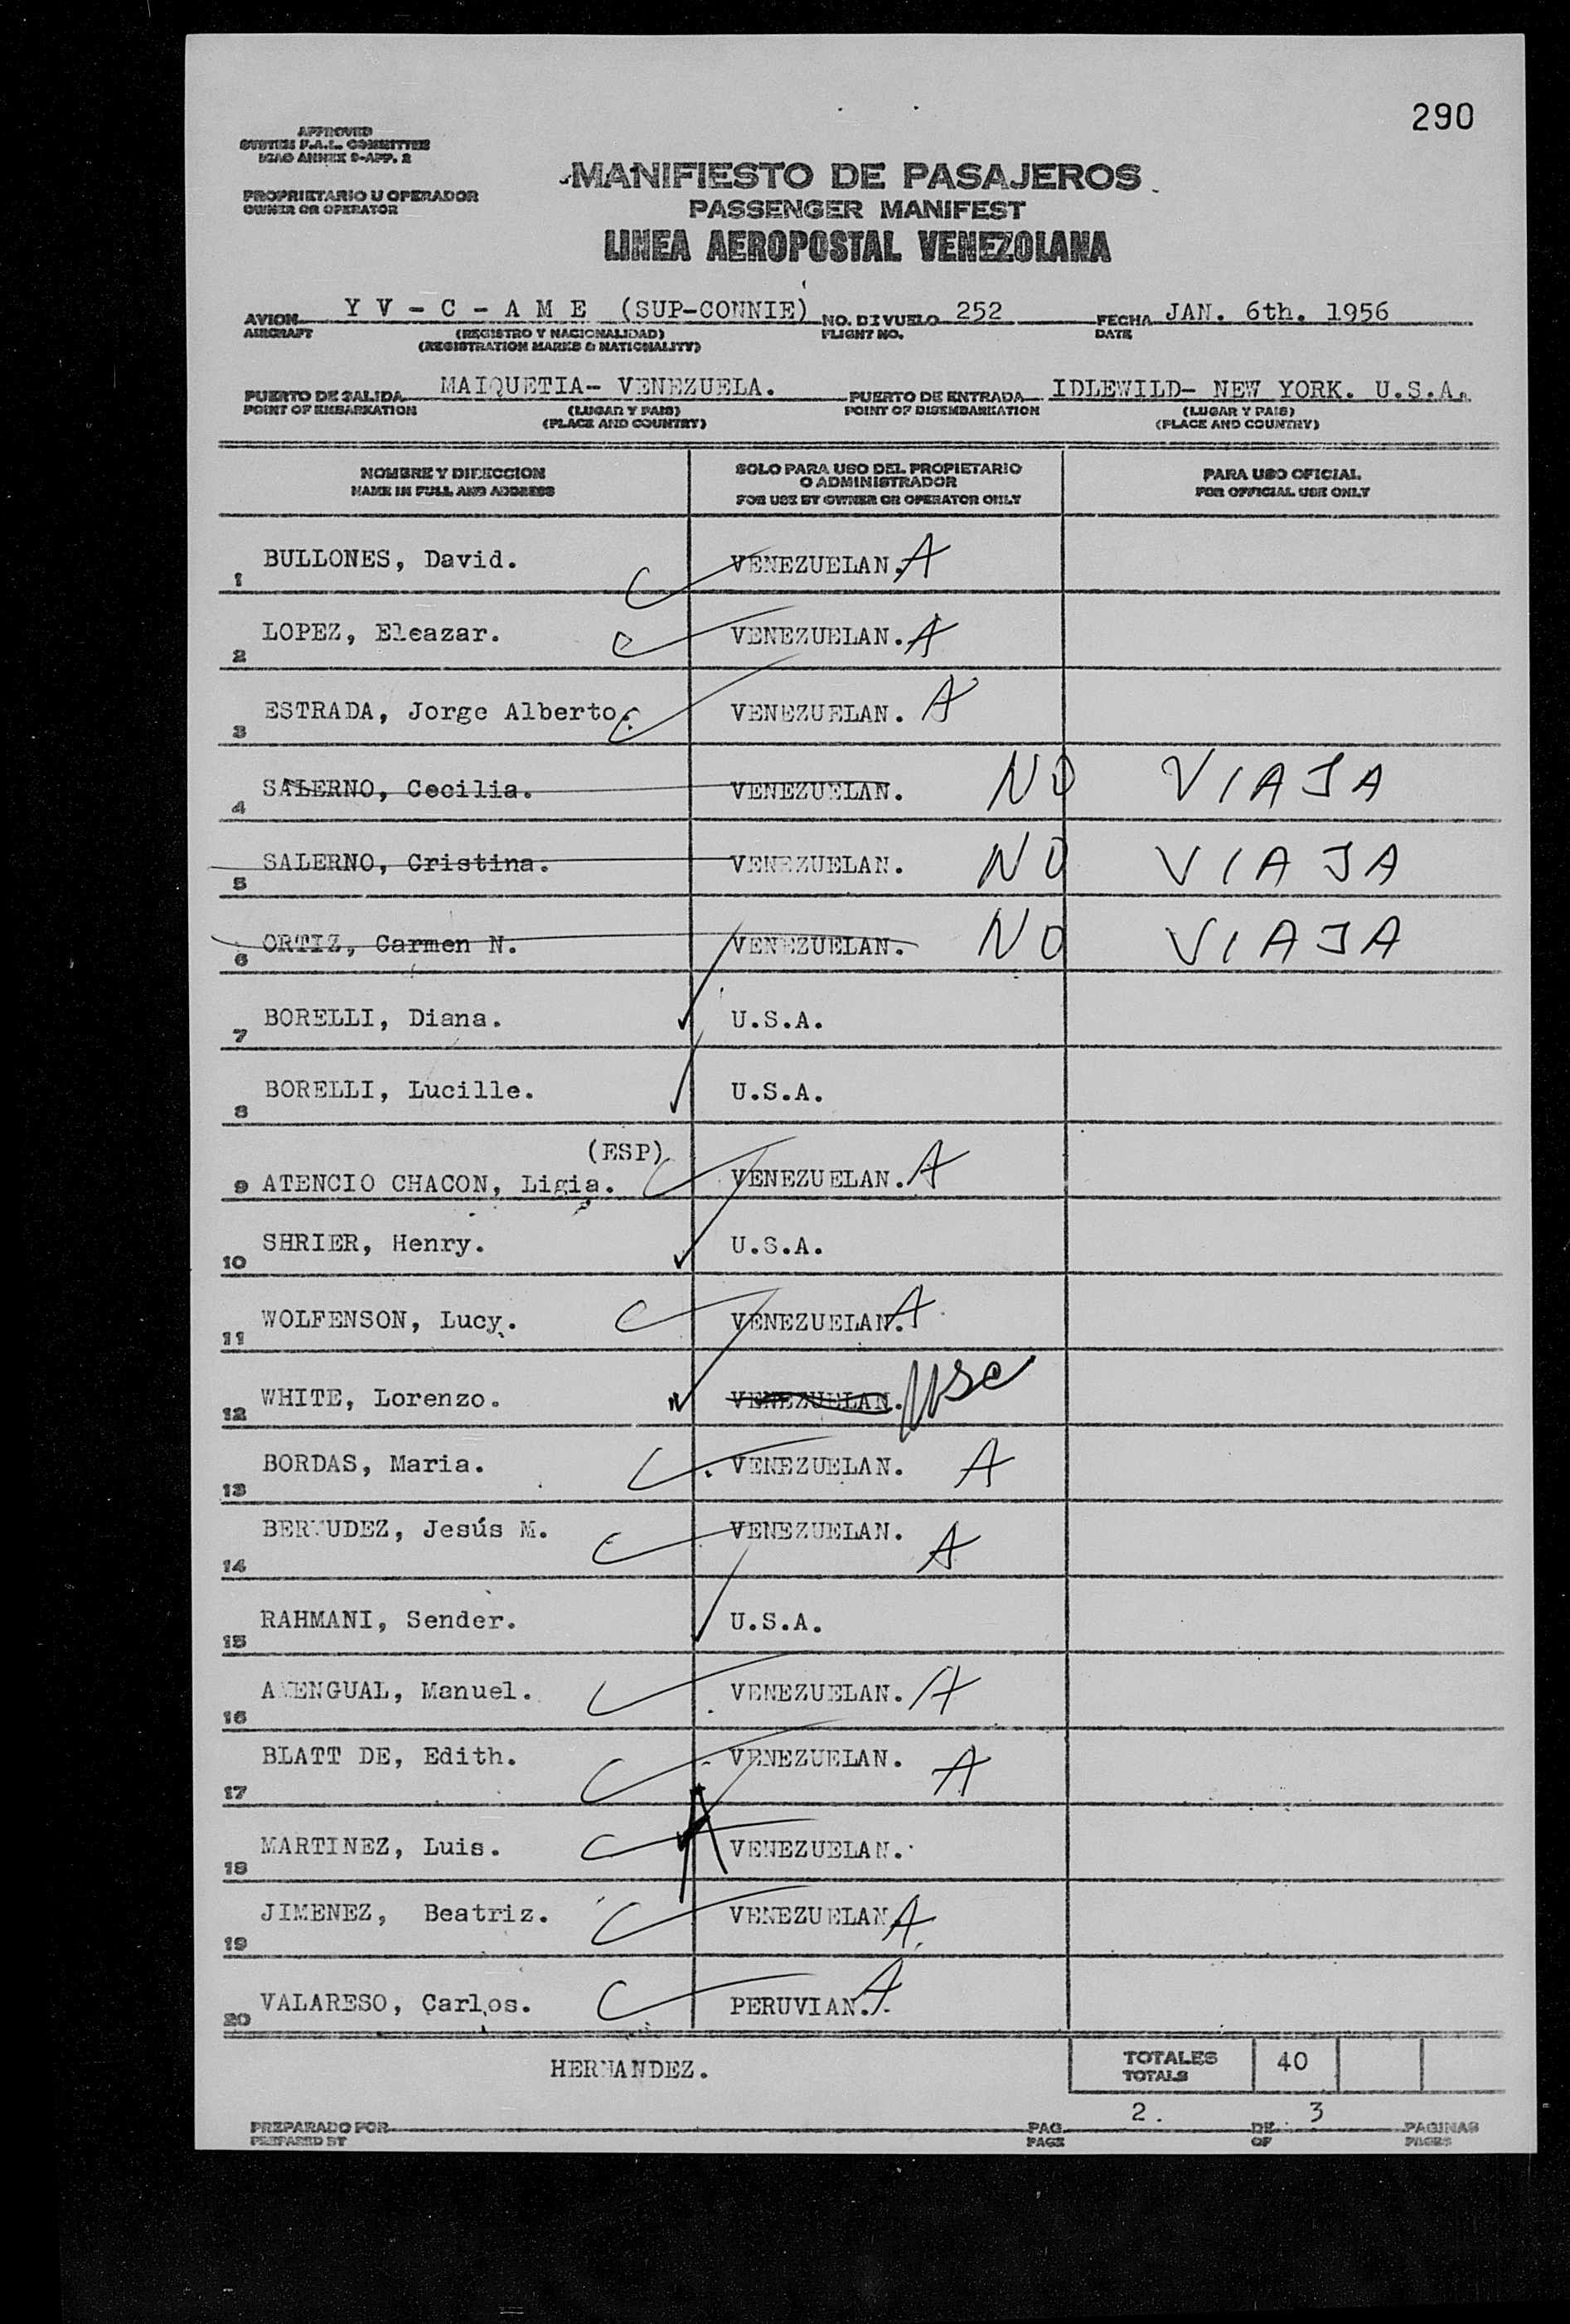 290
APPROVED
SYSTEM F.A.L. COMMITTEE
ICAO ANNEX 9-APP. 2
PROPRIETARIO U OPERADOR
OWNER OR OPERATOR
MANIFIESTO DE PASAJEROS
PASSENGER MANIFEST
LINEA AEROPOSTAL VENEZOLANA
AVION Y V - C - A M E (SUP-CONNIE) NO. DE VUELO 252 FECHA JAN. 6th. 1956
AIRCRAFT (REGISTRO Y NACIONALIDAD) FLIGHT NO. DATE
(REGISTRATION MARKS & NATIONALITY)
PUERTO DE SALIDA MAIQUETIA- VENEZUELA. PUERTO DE ENTRADA IDLEWILD- NEW YORK. U.S.A.
POINT OF EMBARKATION (LUGAR Y PAIS) POINT OF DISEMBARKATION (LUGAR Y PAIS)
(PLACE AND COUNTRY) (PLACE AND COUNTRY)
NOMBRE Y DIRECCION SOLO PARA USO DEL PROPIETARIO PARA USO OFICIAL
O ADMINISTRADOR
NAME IN FULL AND ADDRESS FOR USE BY OWNER OR OPERATOR ONLY FOR OFFICIAL USE ONLY
1 BULLONES, David. VENEZUELAN. A
2 LOPEZ, Eleazar. VENEZUELAN. A
3 ESTRADA, Jorge Alberto. VENEZUELAN. A
4 SALERNO, Cecilia. VENEZUELAN. NO VIAJA
5 SALERNO, Cristina. VENEZUELAN. NO VIAJA
6 ORTIZ, Carmen N. VENEZUELAN. NO VIAJA
7 BORELLI, Diana. U.S.A.
8 BORELLI, Lucille. U.S.A.
(ESP)
9 ATENCIO CHACON, Ligia. VENEZUELAN. A
10 SHRIER, Henry. U.S.A.
11 WOLFENSON, Lucy. VENEZUELAN. A
12 WHITE, Lorenzo. VENEZUELAN. USC
13 BORDAS, Maria. VENEZUELAN. A
14 BERMUDEZ, Jesús M. VENEZUELAN. A
15 RAHMANI, Sender. U.S.A.
16 Manuel. VENEZUELAN. A
17 BLATT DE, Edith. VENEZUELAN. A
18 MARTINEZ, Luis. A VENEZUELAN.
19 JIMENEZ, Beatriz. VENEZUELAN. A
20 VALARESO, Carlos. PERUVIAN. A
HERNANDEZ. TOTALES 40
TOTALS
PREPARADO POR PAG. 2. DE 3 PAGINAS
PREPARED BY PAGE OF PAGES